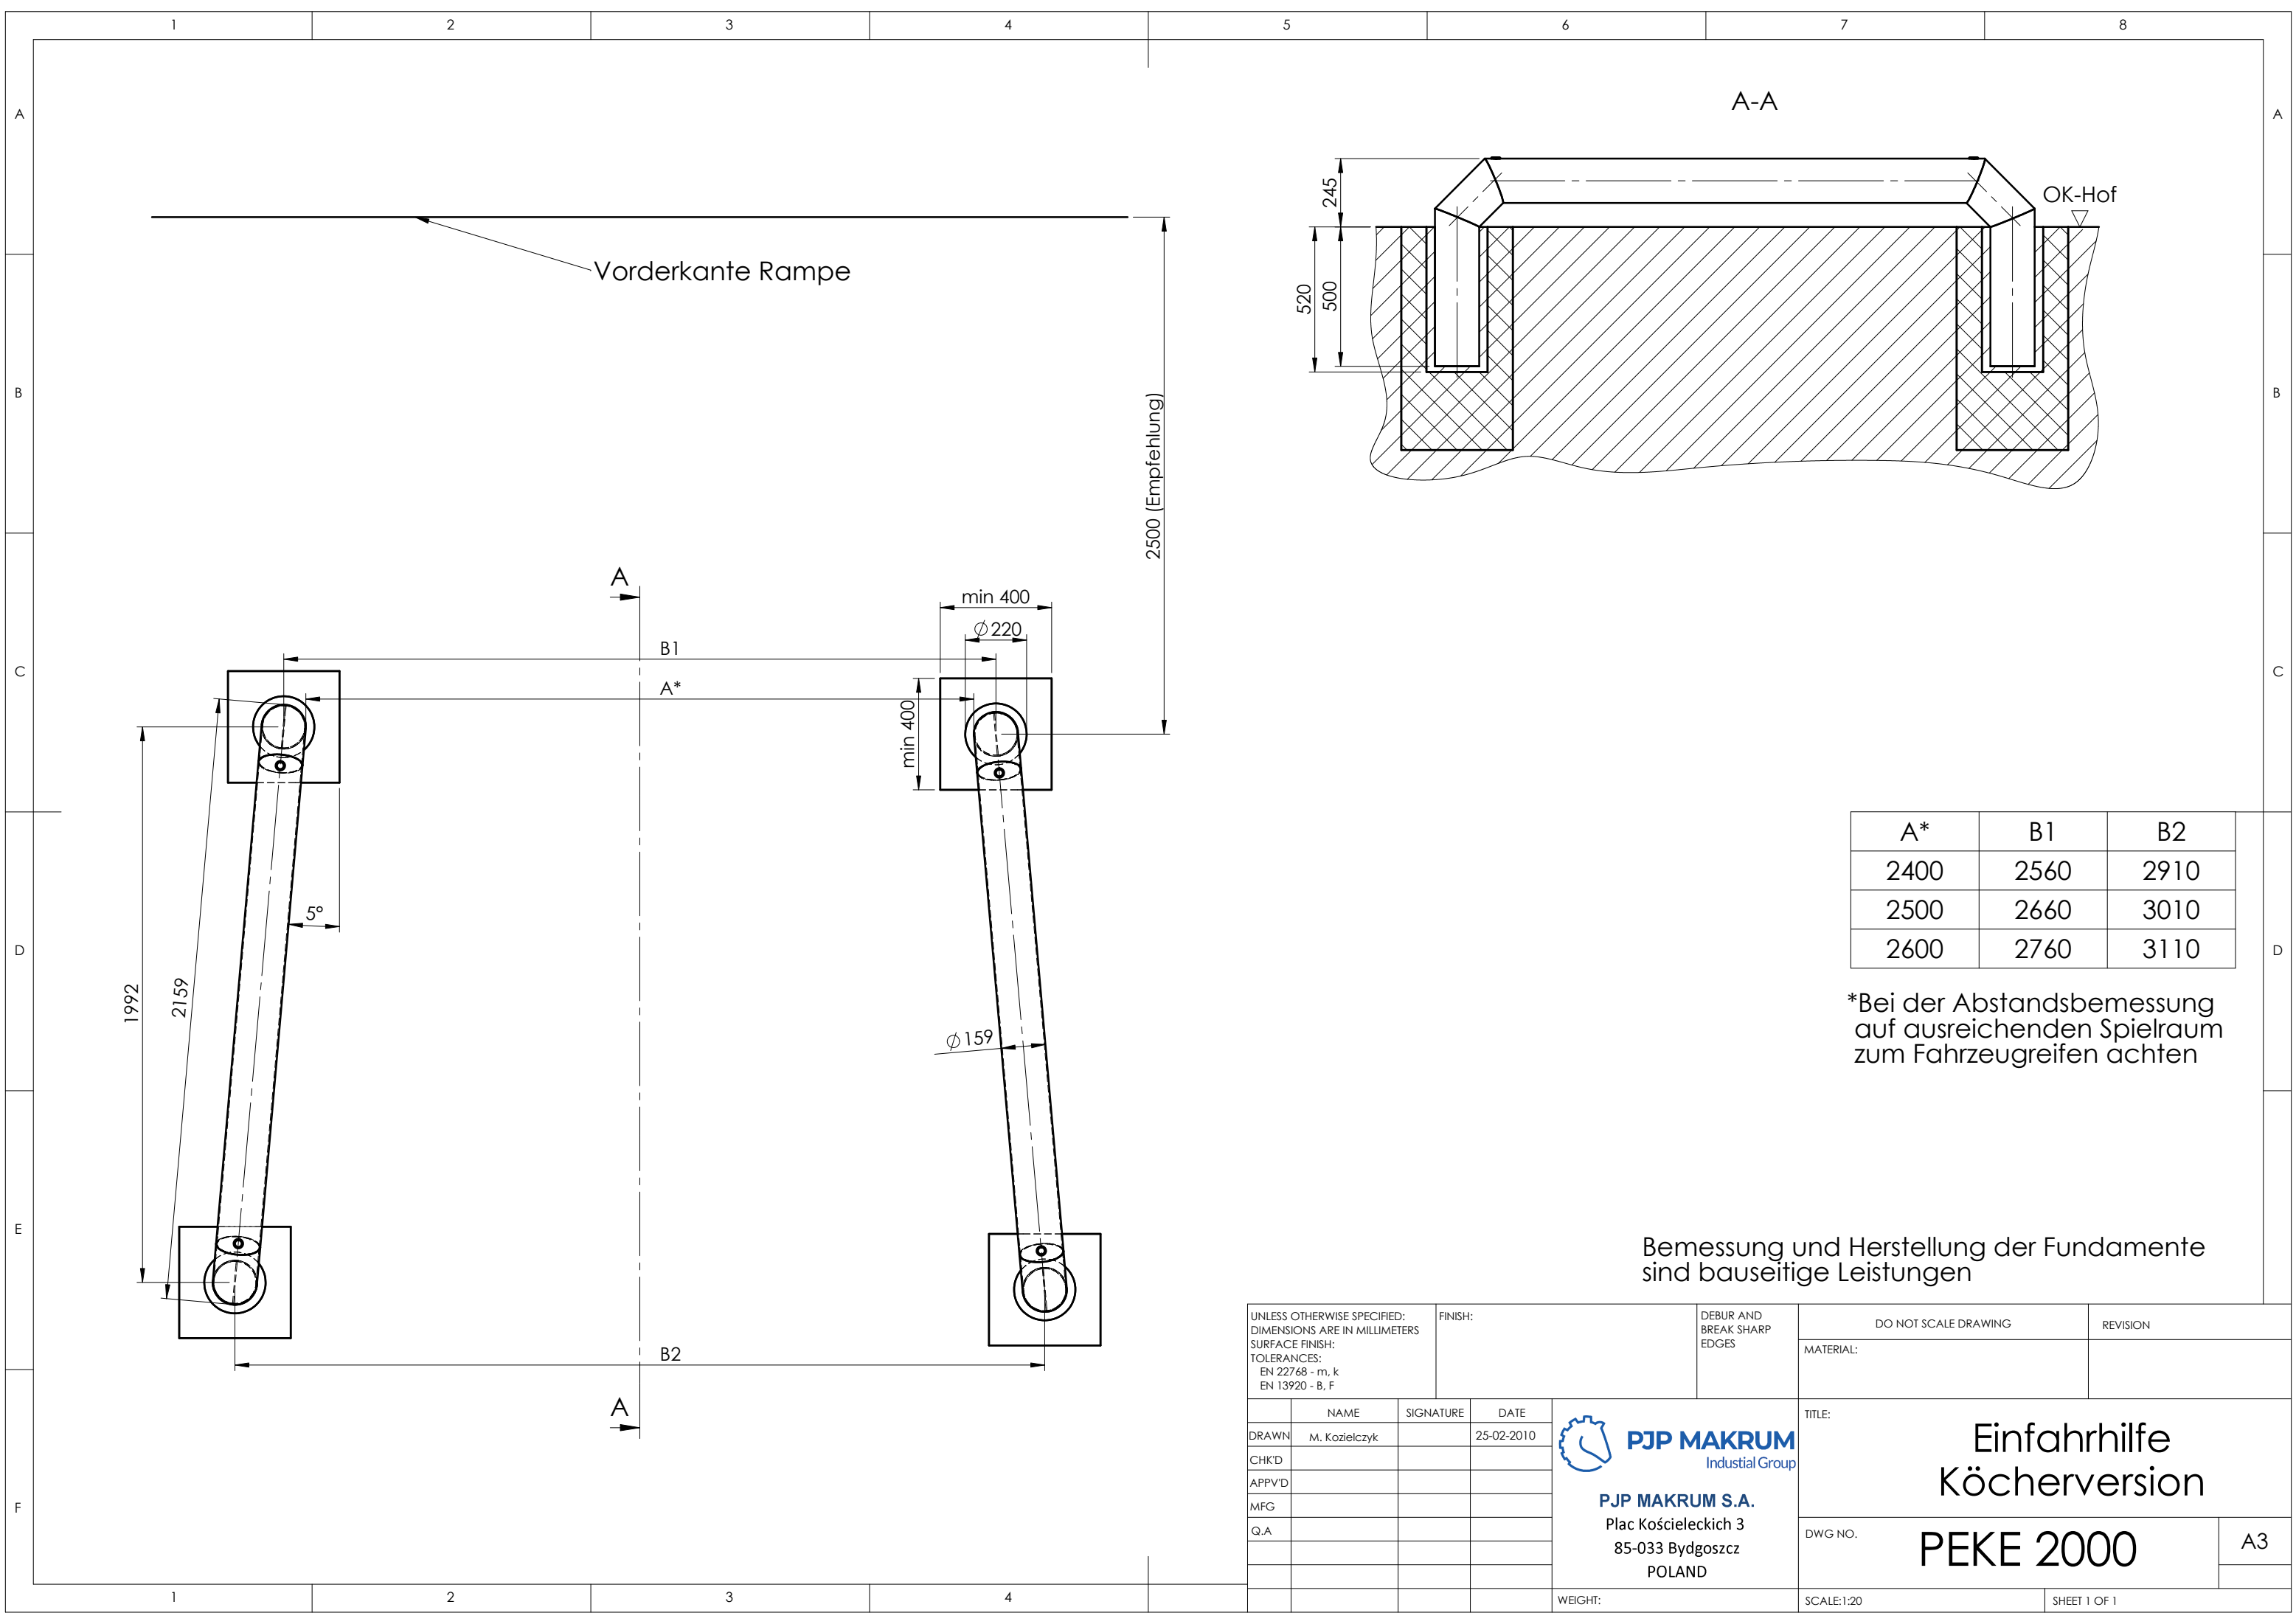 1 2 3 4 5 6 7 8
A A
B B
C C
D D
E
F
A-A
245
OK-Hof
520
500
Vorderkante Rampe
2500 (Empfehlung)
A
min 400
Ø220
B1
A*
min 400
5°
1992
2159
Ø159
B2
A
A* B1 B2
2400 2560 2910
2500 2660 3010
2600 2760 3110
*Bei der Abstandsbemessung
auf ausreichenden Spielraum
zum Fahrzeugreifen achten
Bemessung und Herstellung der Fundamente
sind bauseitige Leistungen
UNLESS OTHERWISE SPECIFIED:
DIMENSIONS ARE IN MILLIMETERS
SURFACE FINISH:
TOLERANCES:
EN 22768 - m, k
EN 13920 - B, F
FINISH:
DEBUR AND
BREAK SHARP
EDGES
DO NOT SCALE DRAWING
REVISION
MATERIAL:
NAME SIGNATURE DATE
DRAWN M. Kozielczyk 25-02-2010
CHK'D
APPV'D
MFG
Q.A
PJP MAKRUM
Industial Group
PJP MAKRUM S.A.
Plac Kościeleckich 3
85-033 Bydgoszcz
POLAND
WEIGHT:
TITLE:
Einfahrhilfe
Köcherversion
DWG NO.
PEKE 2000
A3
SCALE:1:20
SHEET 1 OF 1
1 2 3 4